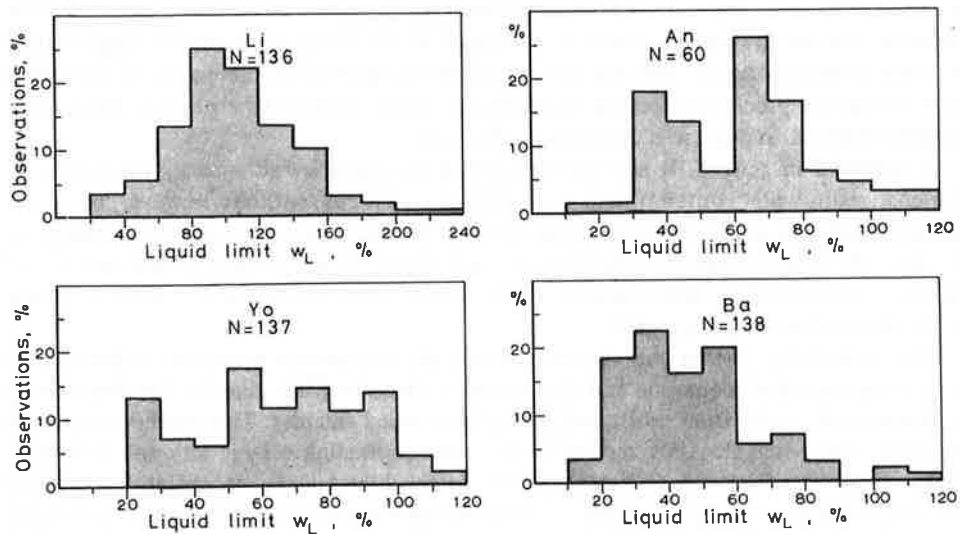 Observations, %
20
10
0
Li
N=136
40 80 120 160 200 240
Liquid limit wL , %
%
20
10
0
An
N=60
20 40 60 80 100 120
Liquid limit wL , %
Observations, %
20
10
0
Yo
N=137
20 40 60 80 100 120
Liquid limit wL , %
%
20
10
0
Ba
N=138
20 40 60 80 100 120
Liquid limit wL , %